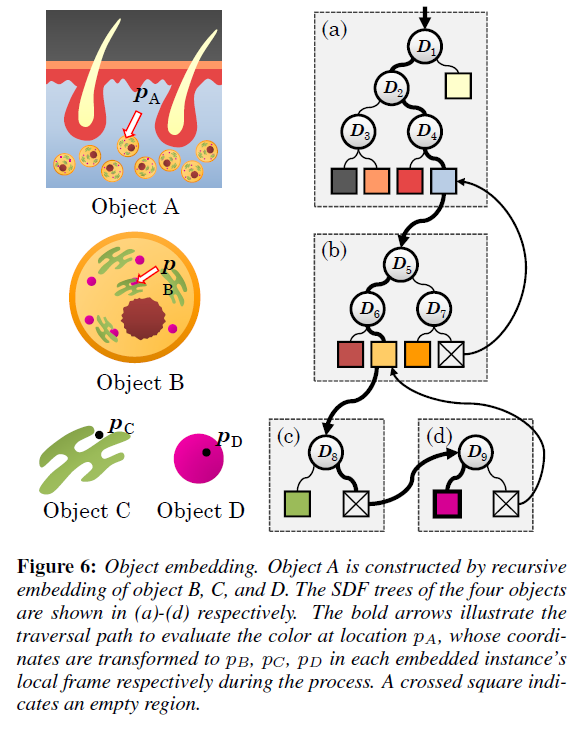 pA
Object A
pB
Object B
pC
pD
Object C
Object D
(a)
D1
D2
D3
D4
(b)
D5
D6
D7
(c)
D8
(d)
D9
Figure 6: Object embedding. Object A is constructed by recursive
embedding of object B, C, and D. The SDF trees of the four objects
are shown in (a)-(d) respectively. The bold arrows illustrate the
traversal path to evaluate the color at location pA, whose coordi-
nates are transformed to pB, pC, pD in each embedded instance's
local frame respectively during the process. A crossed square indi-
cates an empty region.